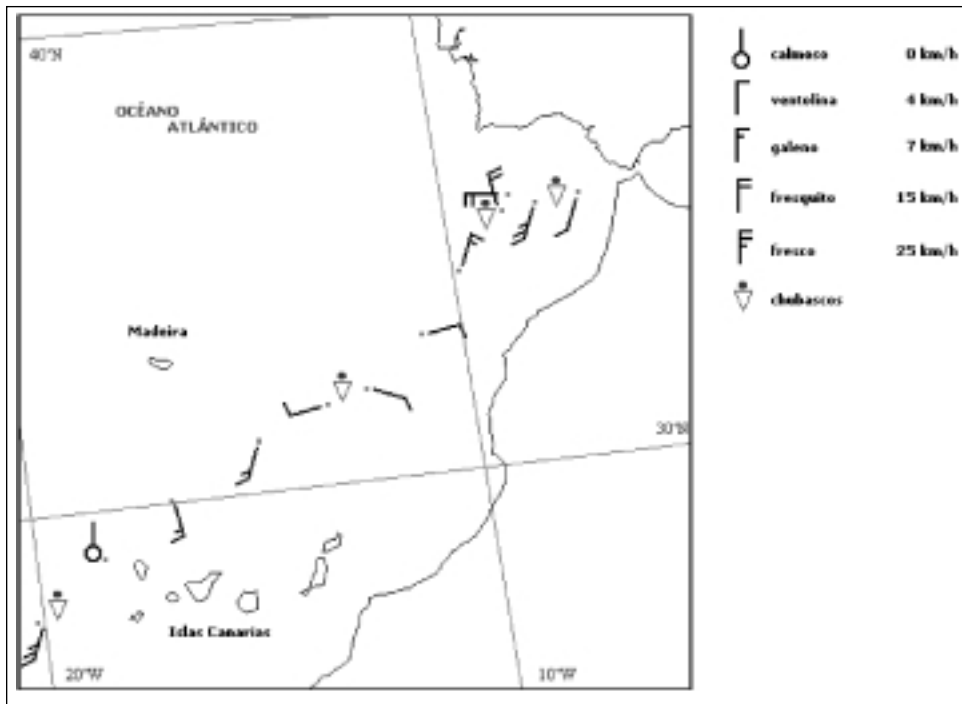 40°N
OCÉANO
ATLÁNTICO
Madeira
30°N
Islas Canarias
20°W
10°W
calmoso 0 km/h
ventolina 4 km/h
galeno 7 km/h
fresquito 15 km/h
fresco 25 km/h
chubascos